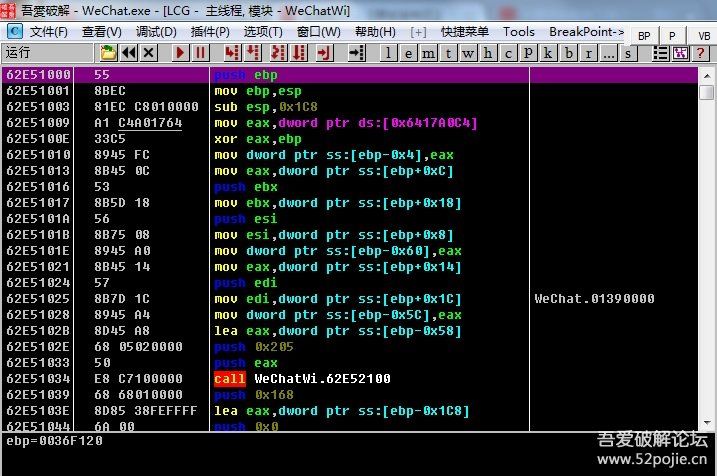 吾爱破解 - WeChat.exe - [LCG -  主线程, 模块 - WeChatWi]
C 文件(F) 查看(V) 调试(D) 插件(P) 选项(T) 窗口(W) 帮助(H) [+] 快捷菜单 Tools BreakPoint-> BP P VB
运行 l e m t w h c p k b r ... s ?
62E51000 55 push ebp
62E51001 8BEC mov ebp,esp
62E51003 81EC C8010000 sub esp,0x1C8
62E51009 A1 C4A01764 mov eax,dword ptr ds:[0x6417A0C4]
62E5100E 33C5 xor eax,ebp
62E51010 8945 FC mov dword ptr ss:[ebp-0x4],eax
62E51013 8B45 0C mov eax,dword ptr ss:[ebp+0xC]
62E51016 53 push ebx
62E51017 8B5D 18 mov ebx,dword ptr ss:[ebp+0x18]
62E5101A 56 push esi
62E5101B 8B75 08 mov esi,dword ptr ss:[ebp+0x8]
62E5101E 8945 A0 mov dword ptr ss:[ebp-0x60],eax
62E51021 8B45 14 mov eax,dword ptr ss:[ebp+0x14]
62E51024 57 push edi
62E51025 8B7D 1C mov edi,dword ptr ss:[ebp+0x1C] WeChat.01390000
62E51028 8945 A4 mov dword ptr ss:[ebp-0x5C],eax
62E5102B 8D45 A8 lea eax,dword ptr ss:[ebp-0x58]
62E5102E 68 05020000 push 0x205
62E51033 50 push eax
62E51034 E8 C7100000 call WeChatWi.62E52100
62E51039 68 68010000 push 0x168
62E5103E 8D85 38FEFFFF lea eax,dword ptr ss:[ebp-0x1C8]
62E51044 6A 00 push 0x0
ebp=0036F120
吾爱破解论坛
www.52pojie.cn